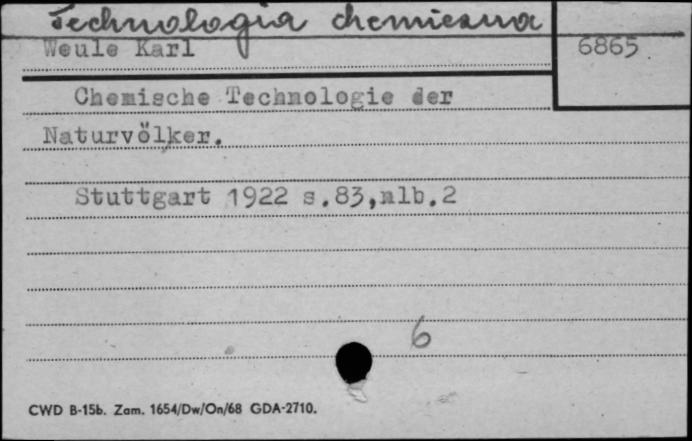 Technologia chemiczna
Weule Karl
6865
Chemische Technologie der
Naturvölker.
Stuttgart 1922 s.83,mlb.2
6
CWD B-15b. Zam. 1654/Dw/On/68 GDA-2710.